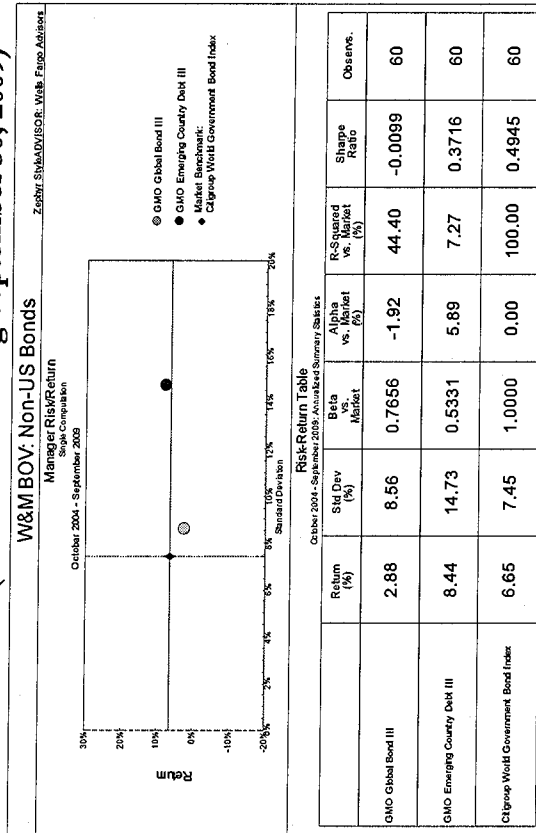 W&M BOV: Non-US Bonds
Zephyr StyleADVISOR: Wells Fargo Advisors
Manager Risk/Return
Single Computation
October 2004 - September 2009
30%
20%
10%
0%
-10%
-20%
Return
0%
2%
4%
6%
8%
10%
12%
14%
16%
18%
20%
Standard Deviation
GMO Global Bond III
GMO Emerging Country Debt III
Market Benchmark:
Citigroup World Government Bond Index
Risk-Return Table
October 2004 - September 2009: Annualized Summary Statistics
Return (%) Std Dev (%) Beta vs. Market Alpha vs. Market (%) R-Squared vs. Market (%) Sharpe Ratio Observs.
GMO Global Bond III 2.88 8.56 0.7656 -1.92 44.40 -0.0099 60
GMO Emerging Country Debt III 8.44 14.73 0.5331 5.89 7.27 0.3716 60
Citigroup World Government Bond Index 6.65 7.45 1.0000 0.00 100.00 0.4945 60